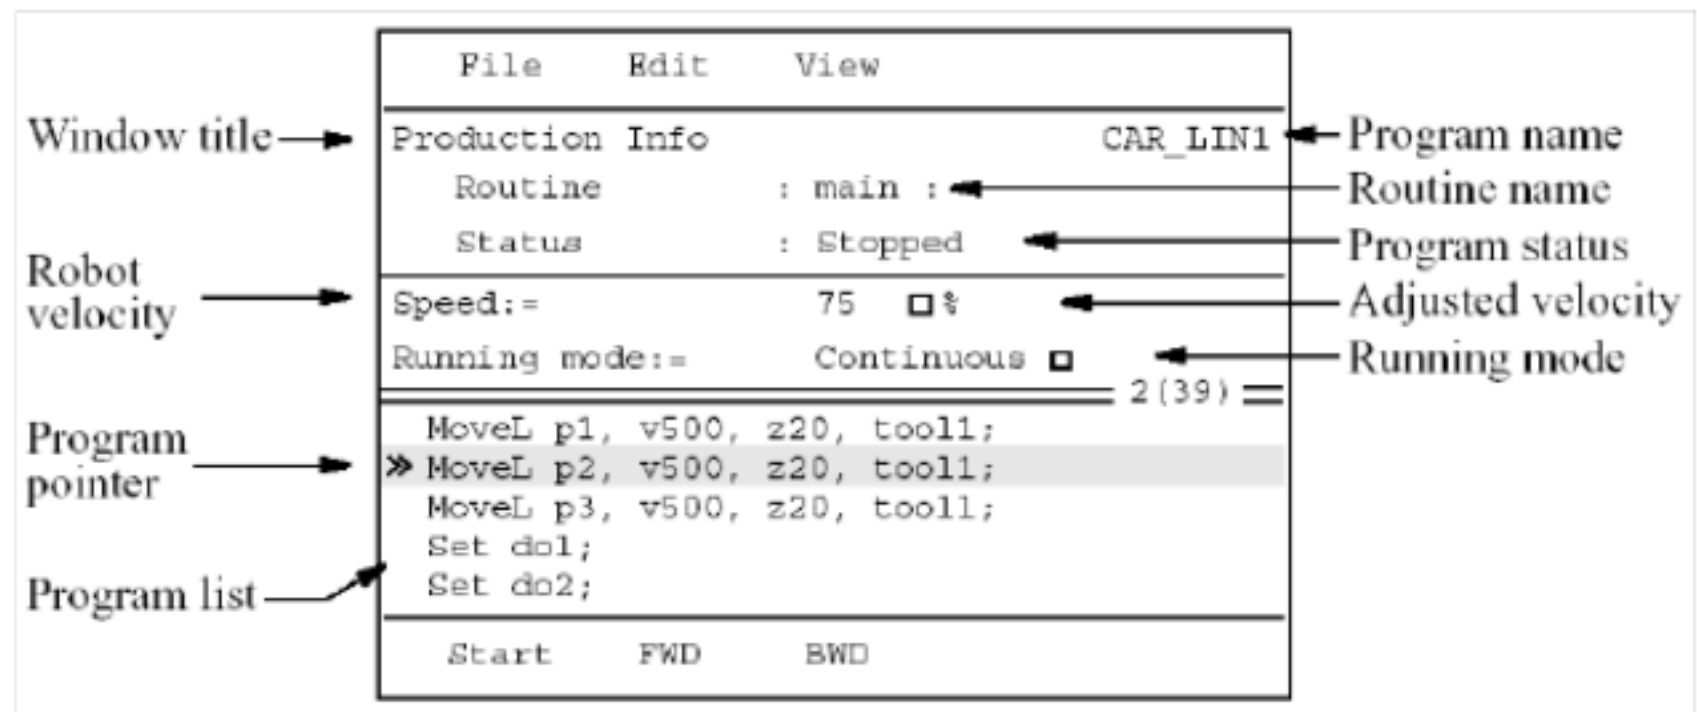 File Edit View
Window title Production Info CAR_LIN1 Program name
Routine : main : Routine name
Status : Stopped Program status
Robot velocity Speed:= 75 % Adjusted velocity
Running mode:= Continuous Running mode
2(39)
MoveL p1, v500, z20, tool1;
Program pointer » MoveL p2, v500, z20, tool1;
MoveL p3, v500, z20, tool1;
Set do1;
Program list Set do2;
Start FWD BWD